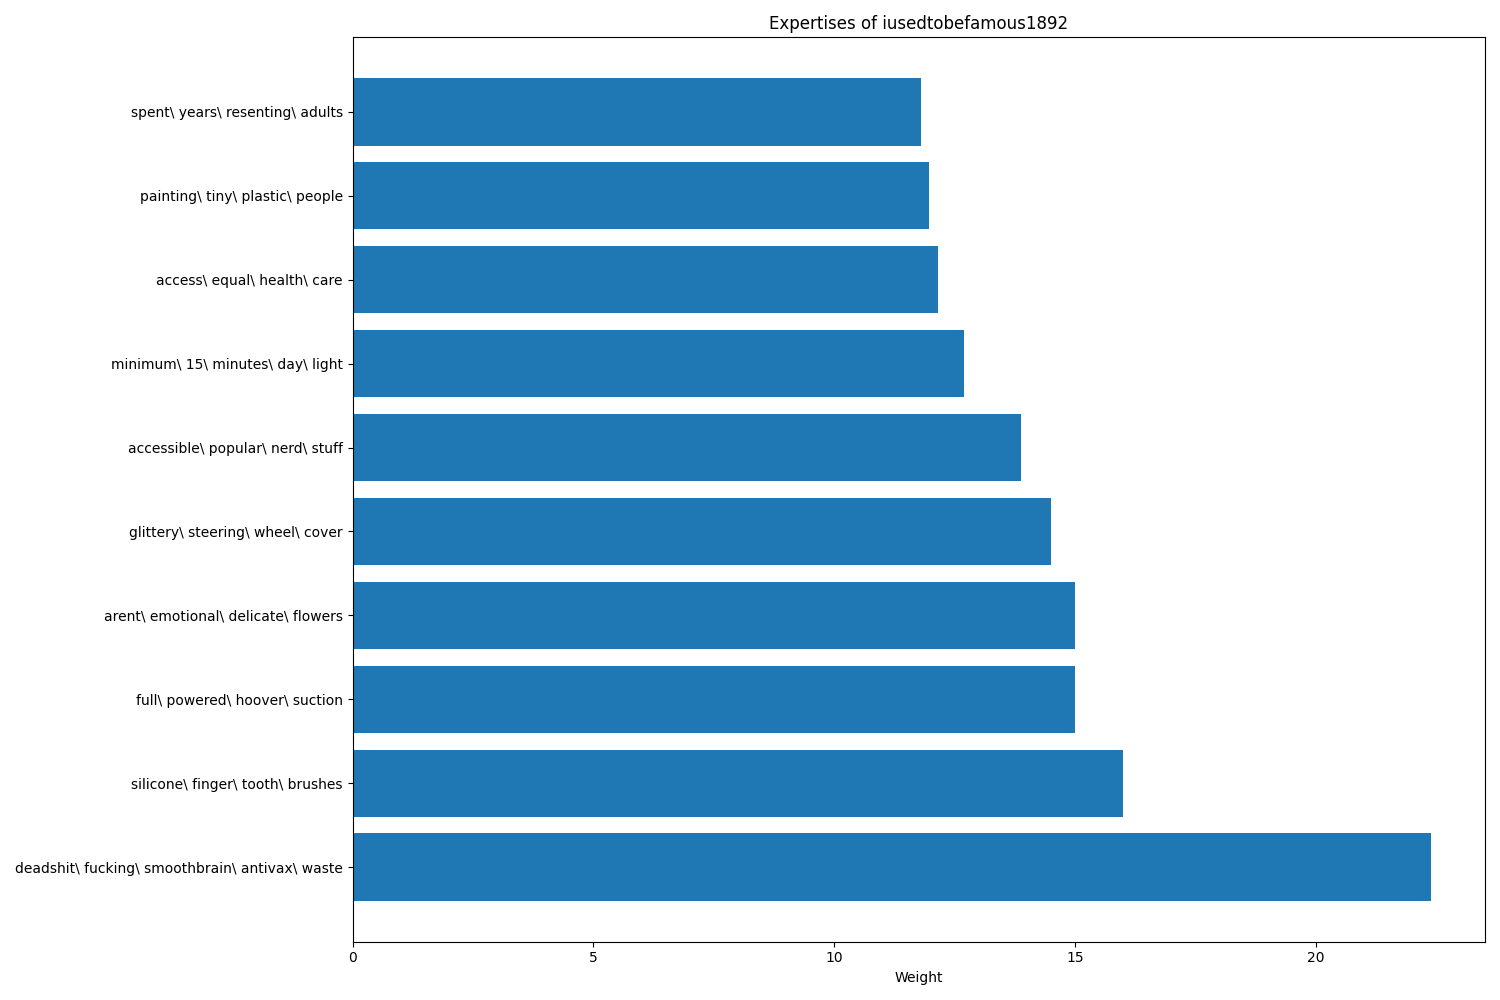 Expertises of iusedtobefamous1892
spent\ years\ resenting\ adults
painting\ tiny\ plastic\ people
access\ equal\ health\ care
minimum\ 15\ minutes\ day\ light
accessible\ popular\ nerd\ stuff
glittery\ steering\ wheel\ cover
arent\ emotional\ delicate\ flowers
full\ powered\ hoover\ suction
silicone\ finger\ tooth\ brushes
deadshit\ fucking\ smoothbrain\ antivax\ waste
0 5 10 15 20
Weight